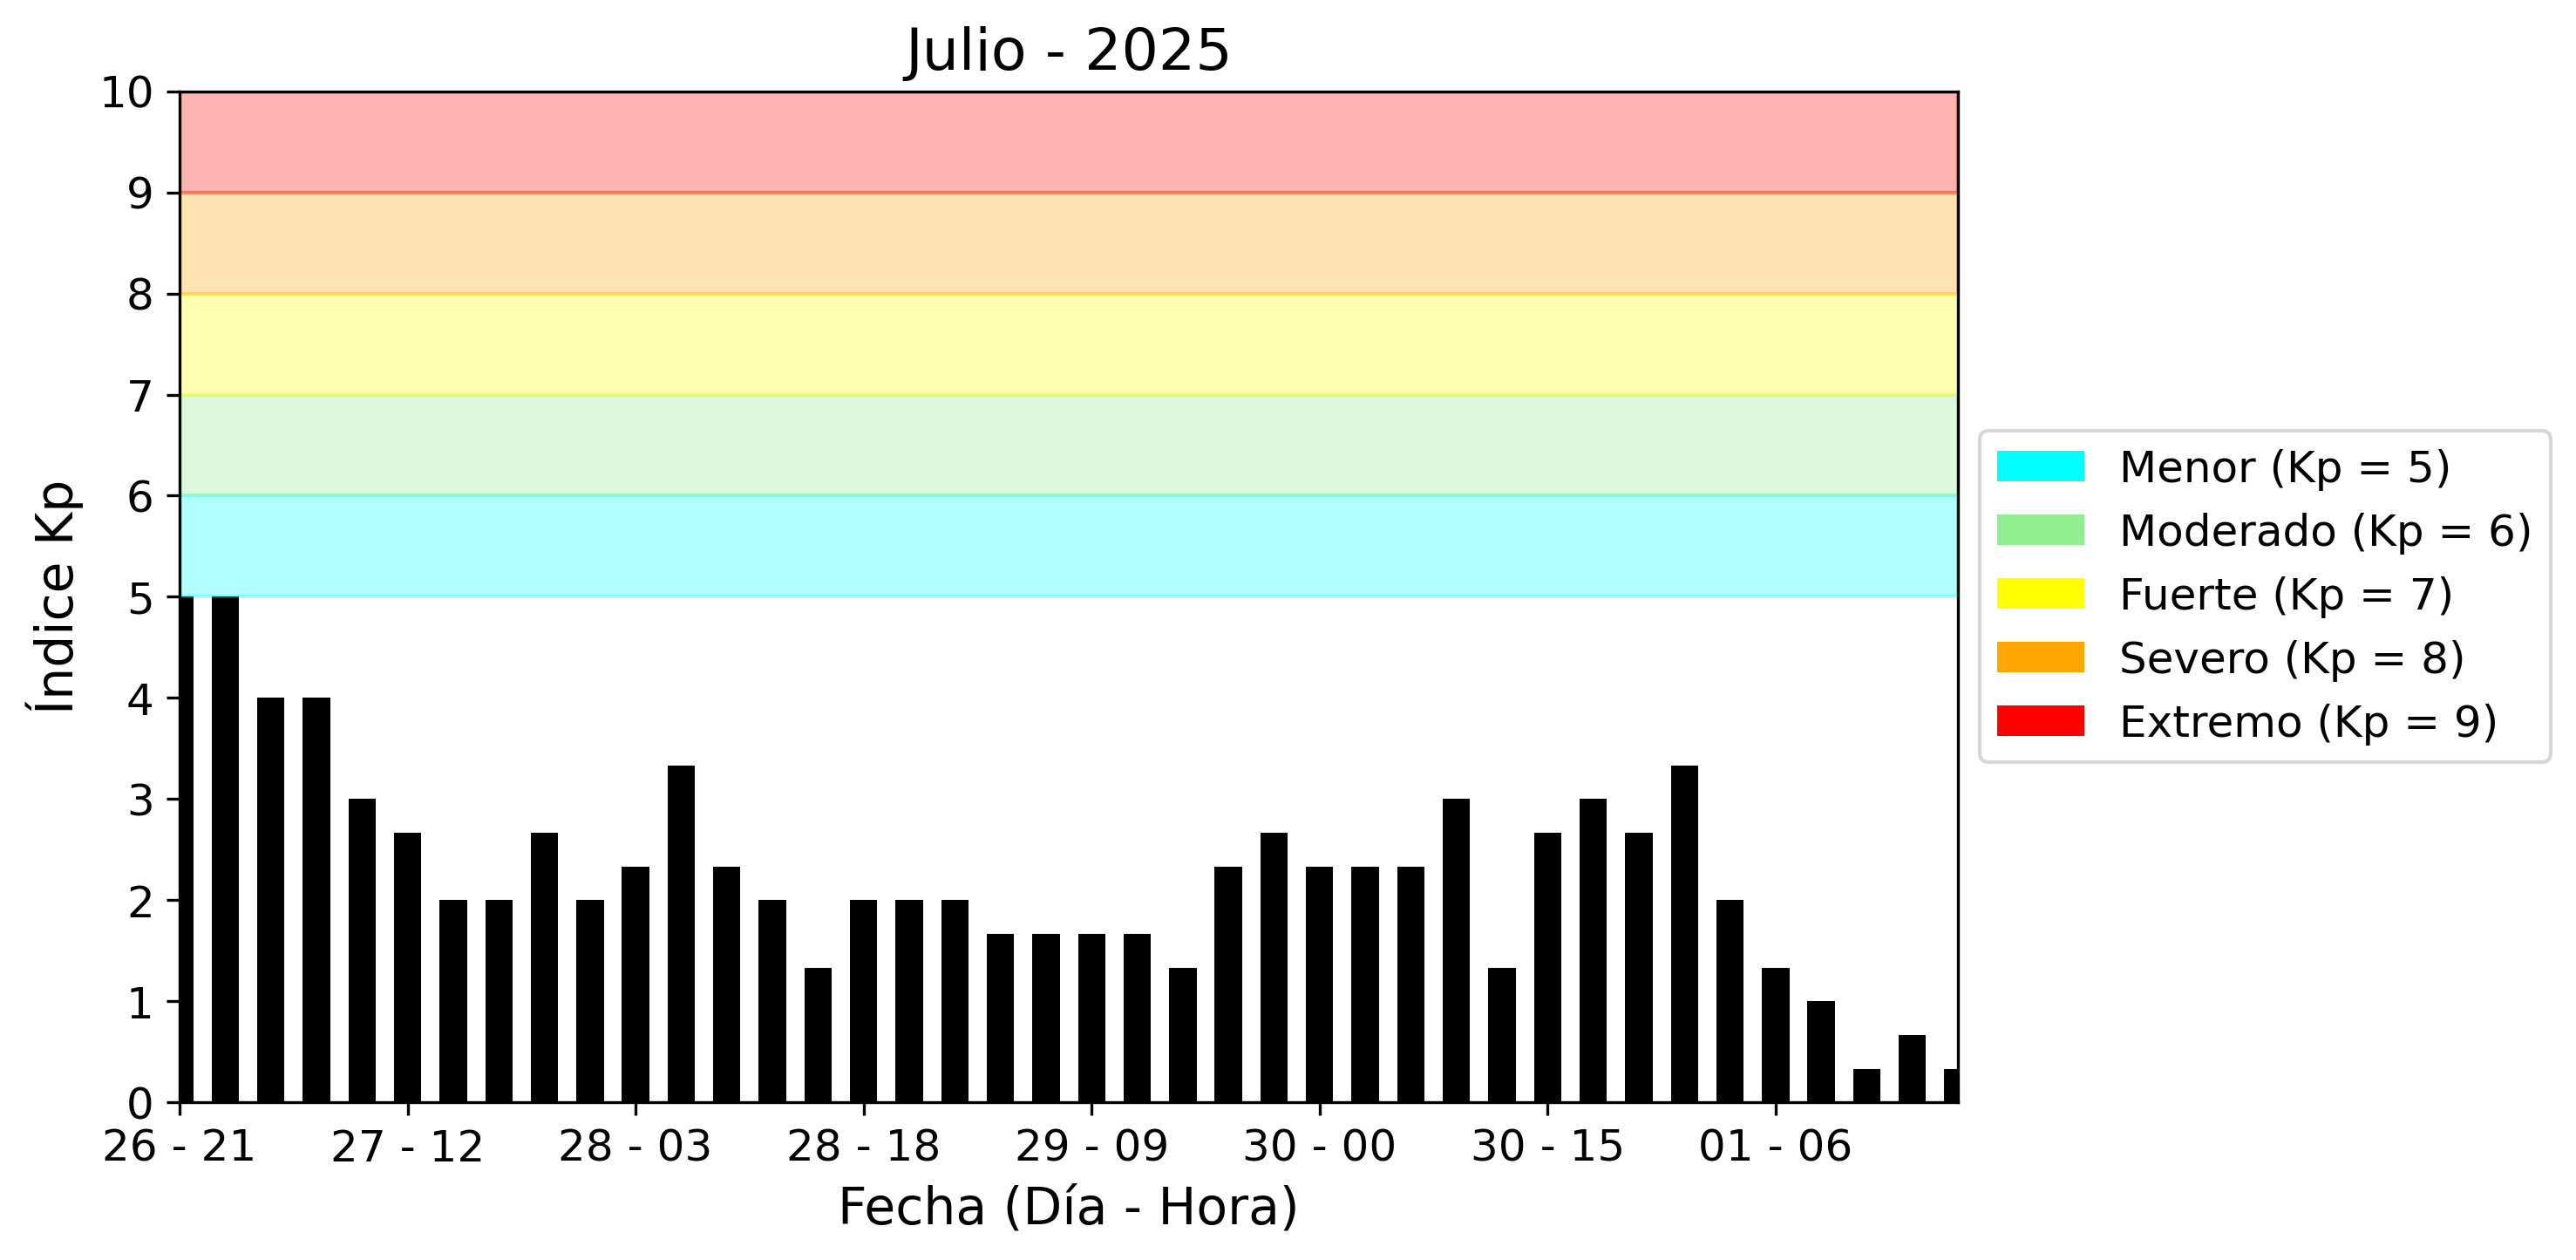 Julio - 2025
10
9
8
7
6
5
4
3
2
1
0
Índice Kp
26 - 21
27 - 12
28 - 03
28 - 18
29 - 09
30 - 00
30 - 15
01 - 06
Fecha (Día - Hora)
Menor (Kp = 5)
Moderado (Kp = 6)
Fuerte (Kp = 7)
Severo (Kp = 8)
Extremo (Kp = 9)